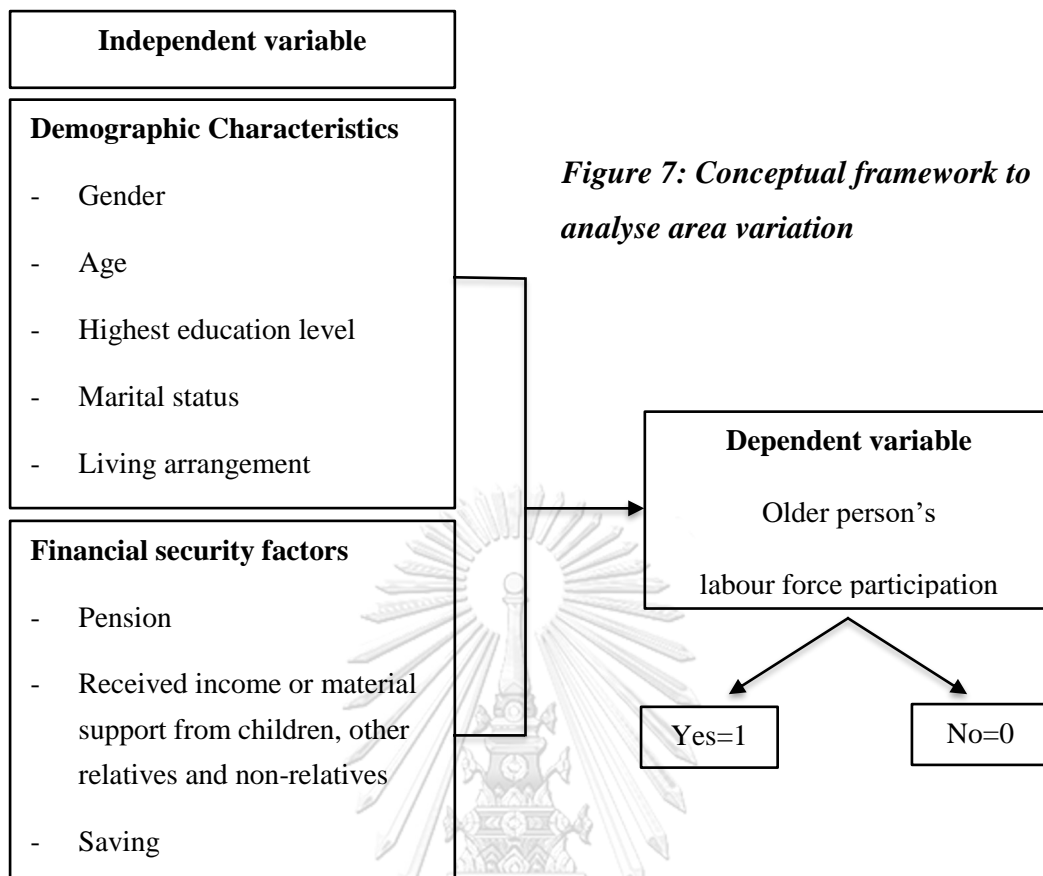 Independent variable
Demographic Characteristics
- Gender
- Age
- Highest education level
- Marital status
- Living arrangement
Financial security factors
- Pension
- Received income or material
support from children, other
relatives and non-relatives
- Saving
Figure 7: Conceptual framework to
analyse area variation
Dependent variable
Older person’s
labour force participation
Yes=1
No=0